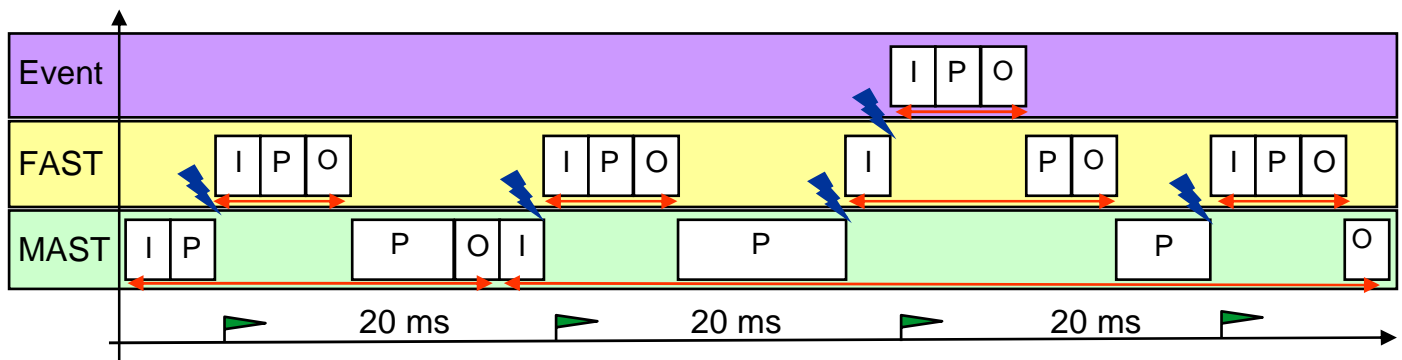 Event
I P O
FAST
I P O I P O I P O I P O
MAST
I P P O I P P O
20 ms 20 ms 20 ms